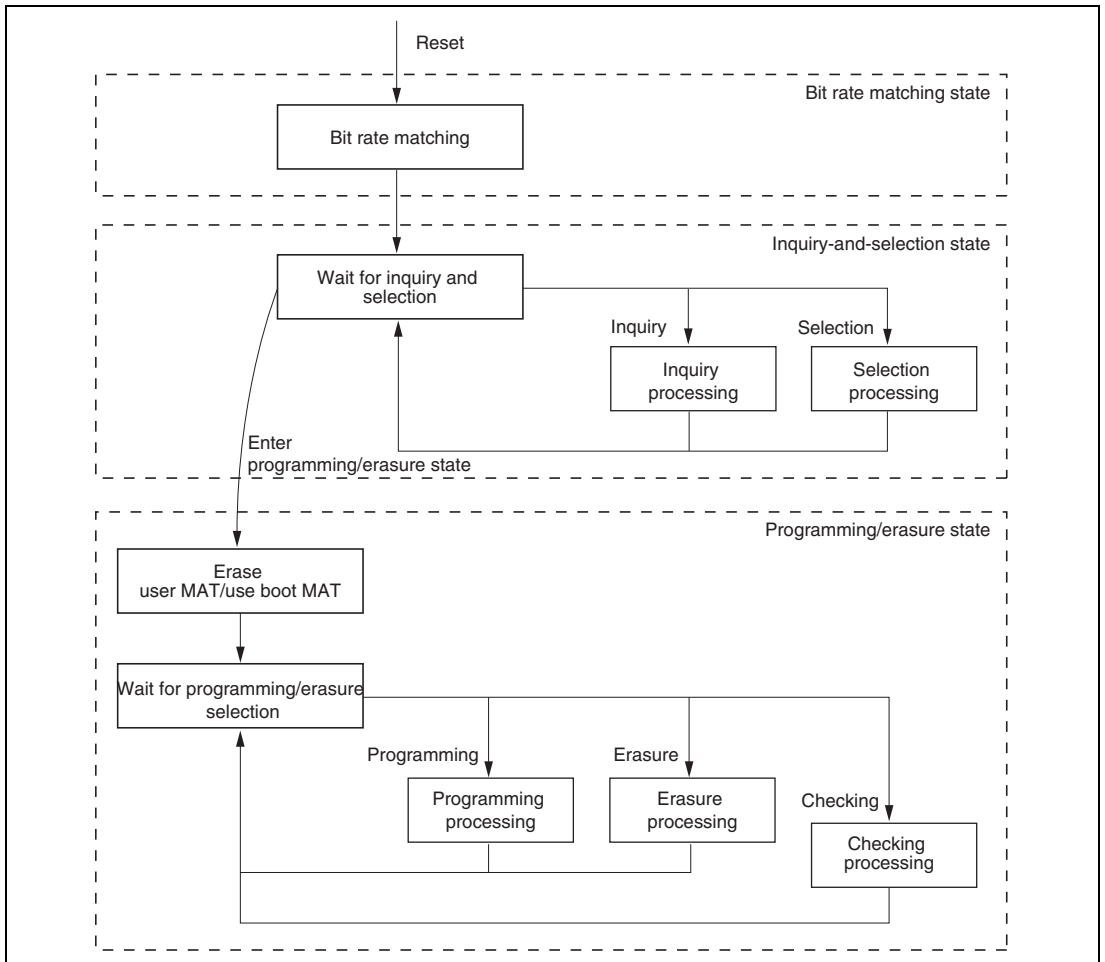 Reset
Bit rate matching state
Bit rate matching
Inquiry-and-selection state
Wait for inquiry and
selection
Inquiry
Selection
Inquiry
processing
Selection
processing
Enter
programming/erasure state
Programming/erasure state
Erase
user MAT/use boot MAT
Wait for programming/erasure
selection
Programming
Erasure
Checking
Programming
processing
Erasure
processing
Checking
processing